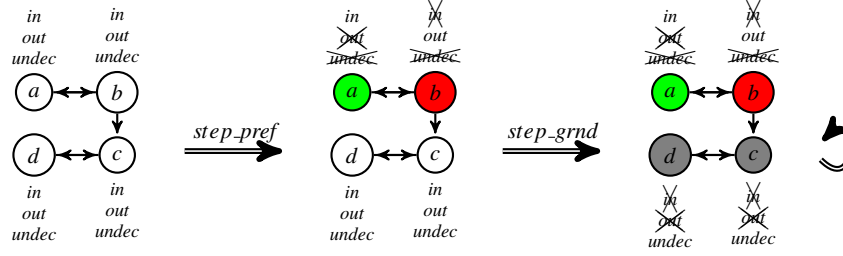 in in in in in in
out out out out out out
undec undec undec undec undec undec
a b a b a b
step_pref step_grnd
d c d c d c
in in in in in in
out out out out out out
undec undec undec undec undec undec